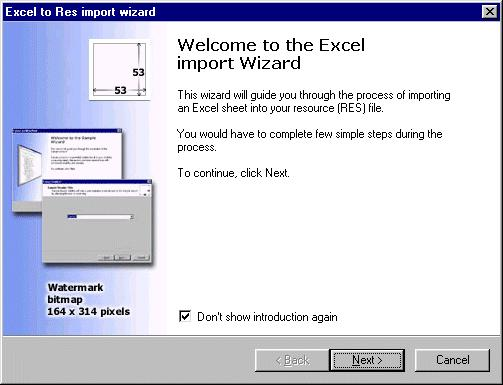 Excel to Res import wizard
53
53
Welcome to the Excel
import Wizard
This wizard will guide you through the process of importing
an Excel sheet into your resource (RES) file.
You would have to complete few simple steps during the
process.
To continue, click Next.
Welcome to the Sample
Wizard
Watermark
bitmap
164 x 314 pixels
Don't show introduction again
< Back
Next >
Cancel